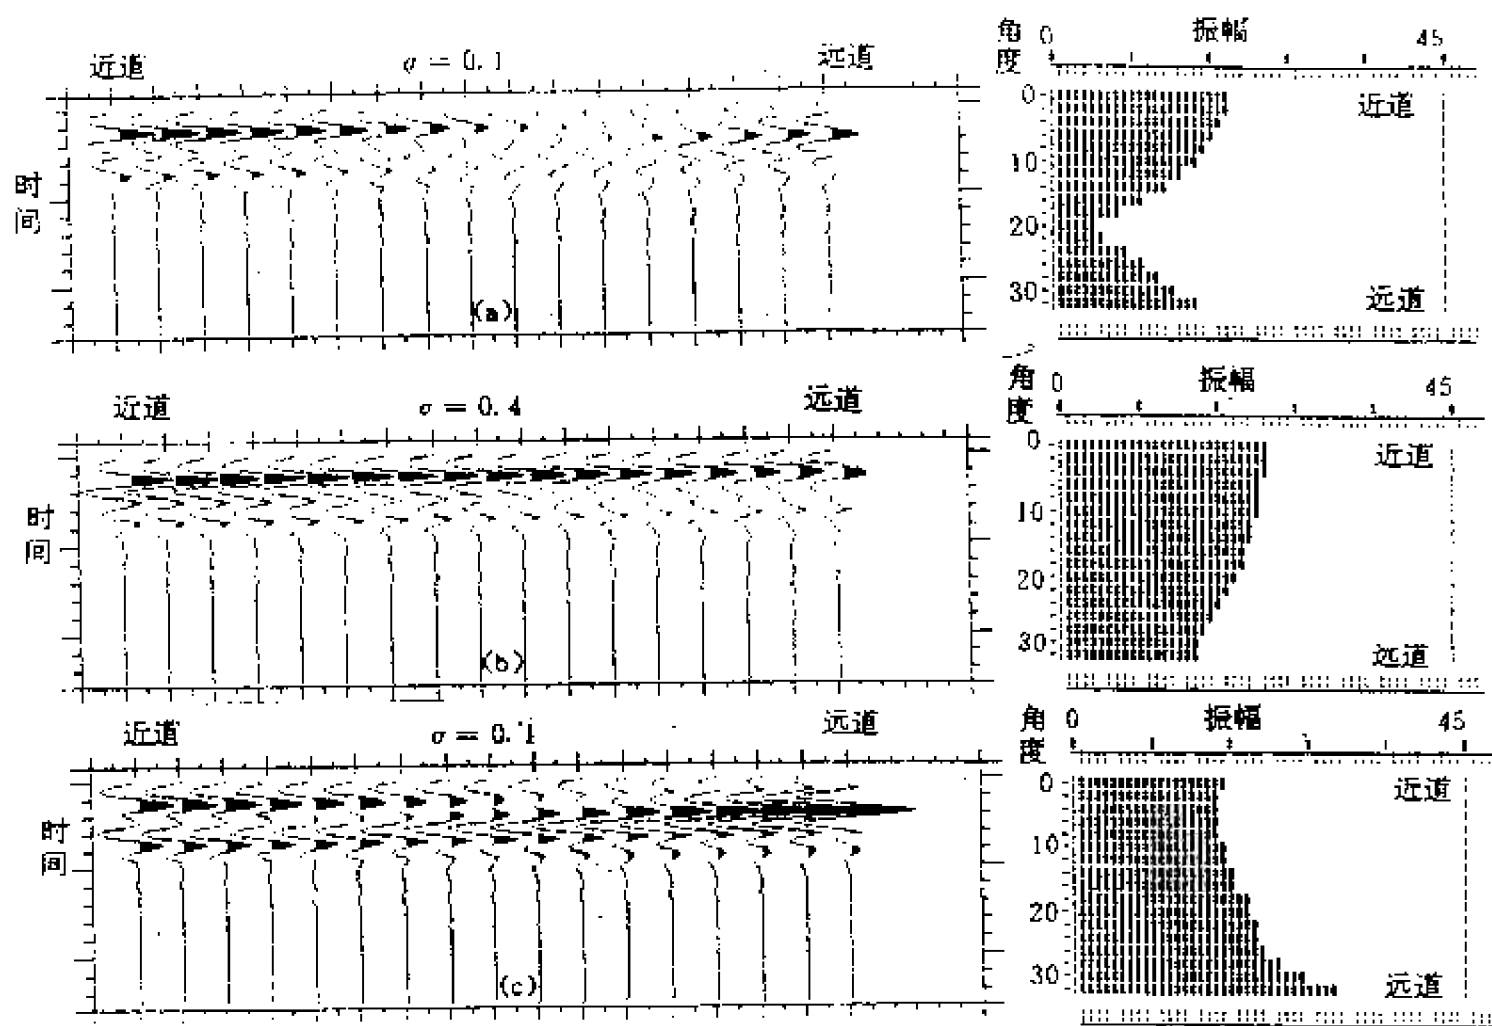 近道 σ = 0.1 远道
时间
(a)
角度 0 振幅 45
0
近道
10
20
30
远道
近道 σ = 0.4 远道
时间
(b)
角度 0 振幅 45
0
近道
10
20
30
远道
近道 σ = 0.1 远道
时间
(c)
角度 0 振幅 45
0
近道
10
20
30
远道